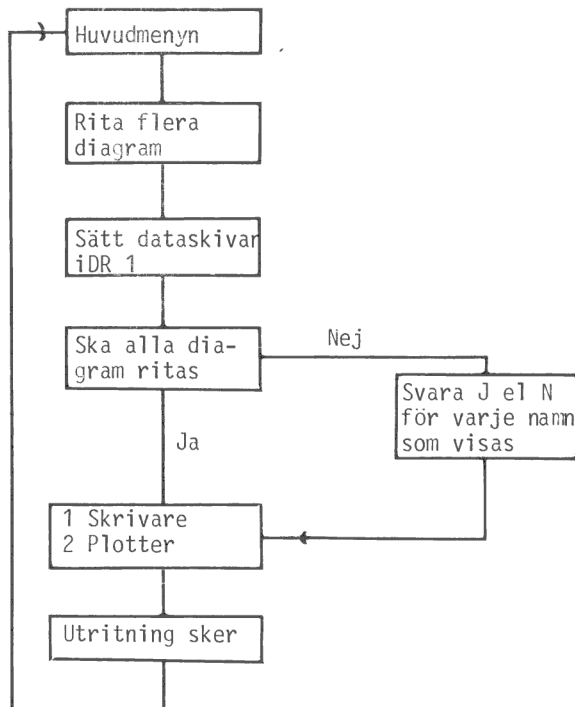 Huvudmenyn
Rita flera
diagram
Sätt dataskivan
iDR 1
Ska alla dia-
gram ritas
Nej
Svara J el N
för varje namn
som visas
Ja
1 Skrivare
2 Plotter
Utritning sker